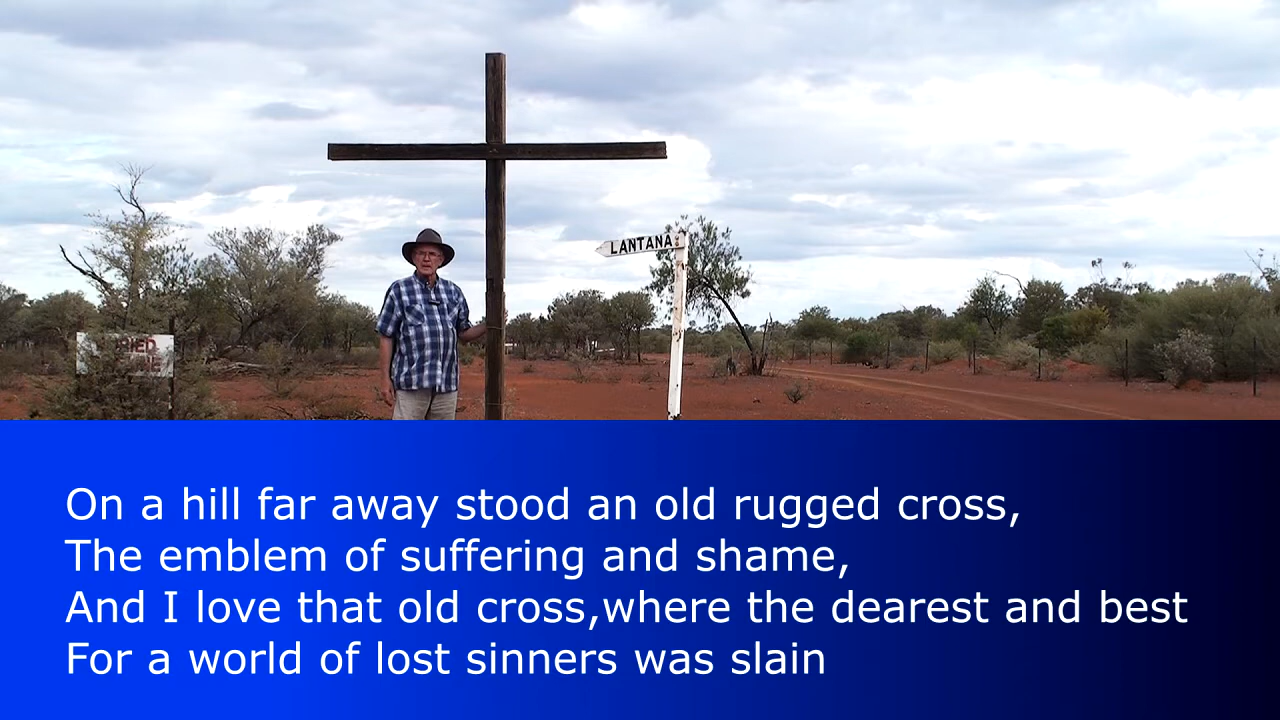 LANTANA
On a hill far away stood an old rugged cross,
The emblem of suffering and shame,
And I love that old cross,where the dearest and best
For a world of lost sinners was slain